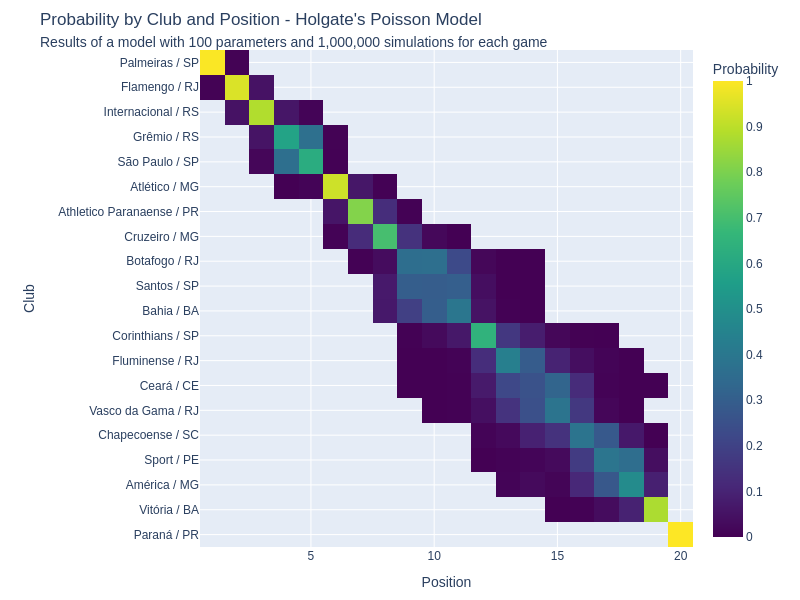 Probability by Club and Position - Holgate's Poisson Model
Results of a model with 100 parameters and 1,000,000 simulations for each game
Probability
Club
Palmeiras / SP
Flamengo / RJ
Internacional / RS
Grêmio / RS
São Paulo / SP
Atlético / MG
Athletico Paranaense / PR
Cruzeiro / MG
Botafogo / RJ
Santos / SP
Bahia / BA
Corinthians / SP
Fluminense / RJ
Ceará / CE
Vasco da Gama / RJ
Chapecoense / SC
Sport / PE
América / MG
Vitória / BA
Paraná / PR
5
10
15
20
Position
1
0.9
0.8
0.7
0.6
0.5
0.4
0.3
0.2
0.1
0